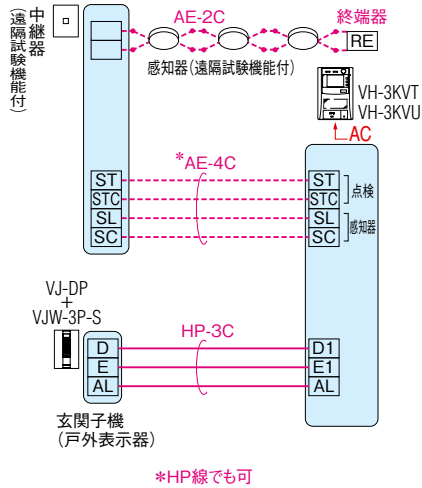 中継器
(遠隔試験機能付)
AE-2C
終端器
RE
感知器(遠隔試験機能付)
VH-3KVT
VH-3KVU
AC
*AE-4C
ST
STC
SL
SC
ST
STC
SL
SC
点検
感知器
VJ-DP
+
VJW-3P-S
HP-3C
D
E
AL
D1
E1
AL
玄関子機
(戸外表示器)
*HP線でも可